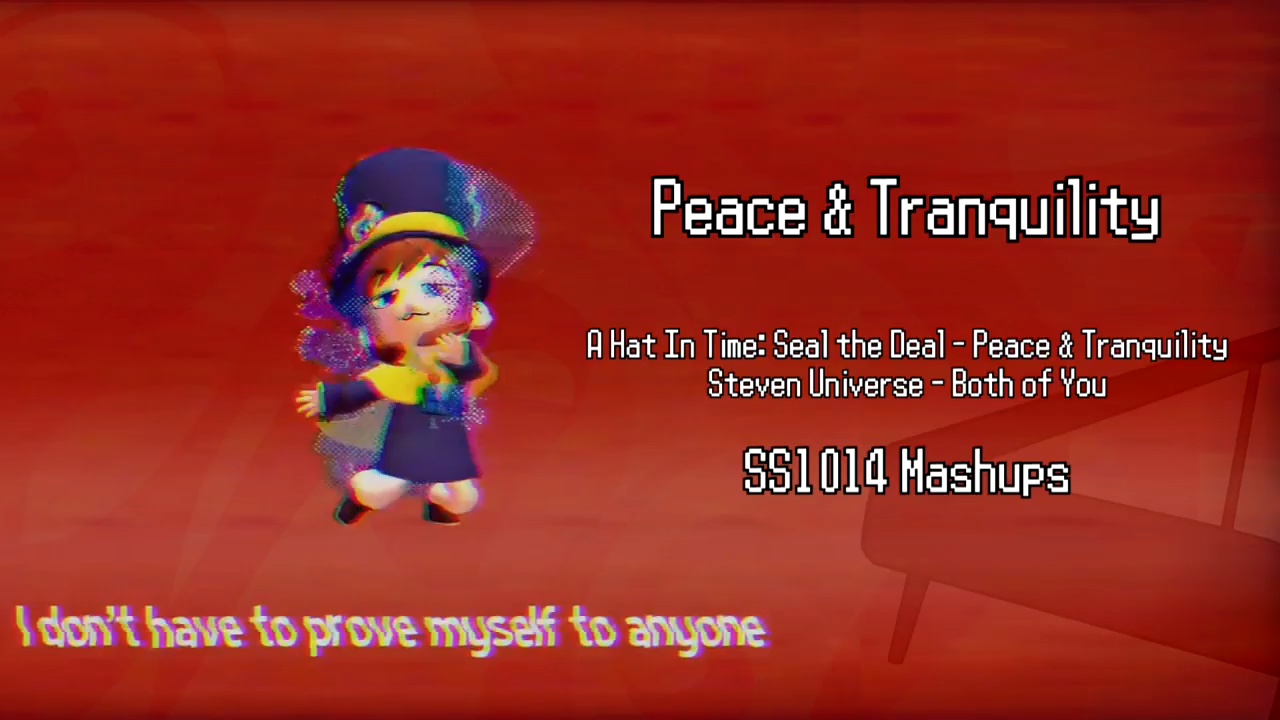 Peace & Tranquility
A Hat In Time: Seal the Deal - Peace & Tranquility
Steven Universe - Both of You
SS1014 Mashups
I don't have to prove myself to anyone